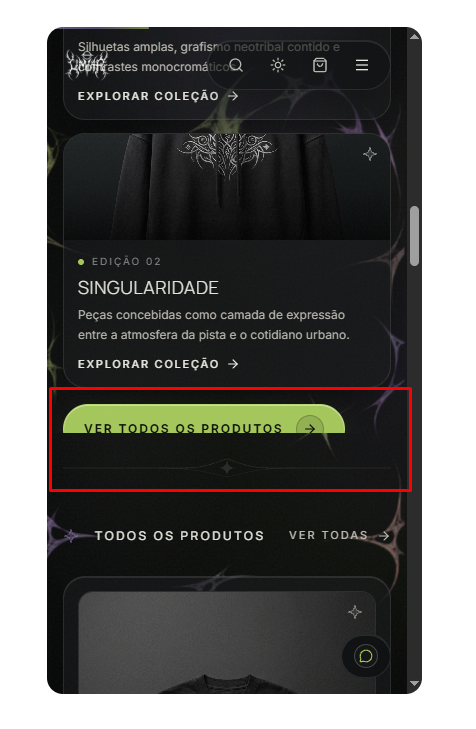 Silhuetas amplas, grafismo neotribal contido e
contrastes monocromáticos.
EXPLORAR COLEÇÃO
EDIÇÃO 02
SINGULARIDADE
Peças concebidas como camada de expressão
entre a atmosfera da pista e o cotidiano urbano.
EXPLORAR COLEÇÃO
VER TODOS OS PRODUTOS
TODOS OS PRODUTOS VER TODAS